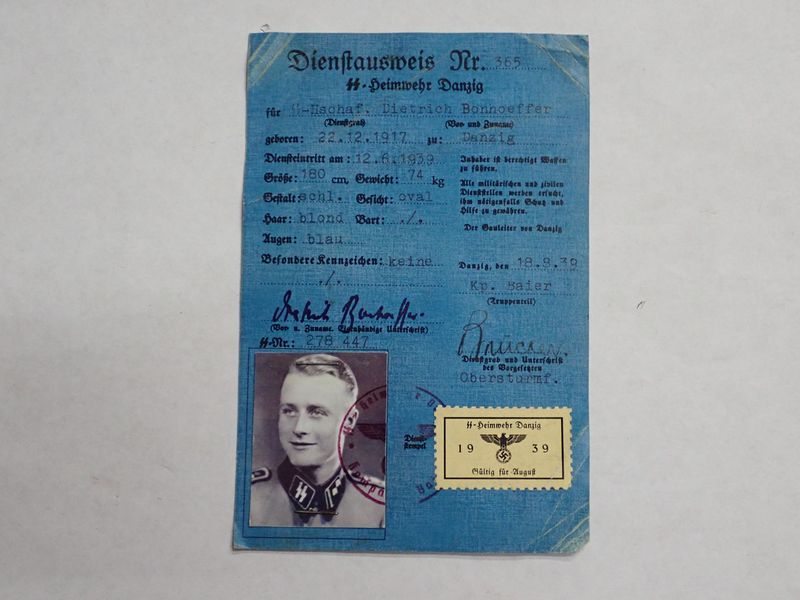 Dienstausweis Nr. 365
SS-Heimwehr Danzig
für SS-Hschaf. Dietrich Bonhoeffer
(Dienstgrad) (Vor- und Zuname)
geboren: 22.12.1917 zu: Danzig
Diensteintritt am: 12.6.1939
Größe: 180 cm, Gewicht: 74 kg
Gestalt: schl. Gesicht: oval
Haar: blond Bart: ./.
Augen: blau
Besondere Kennzeichen: keine
./.
Dietrich Bonhoeffer
(Vor- u. Zuname. Eigenhändige Unterschrift)
SS-Nr.: 278 447
Inhaber ist berechtigt Waffen
zu führen.
Alle militärischen und zivilen
Dienststellen werden ersucht,
ihm nötigenfalls Schutz und
Hilfe zu gewähren.
Der Gauleiter von Danzig
Danzig, den 18.8.39
Kp. Baier
(Truppenteil)
Dienstgrad und Unterschrift
des Vorgesetzten
Obersturmf.
Dienst-
stempel
SS-Heimwehr Danzig
1939
Gültig für August